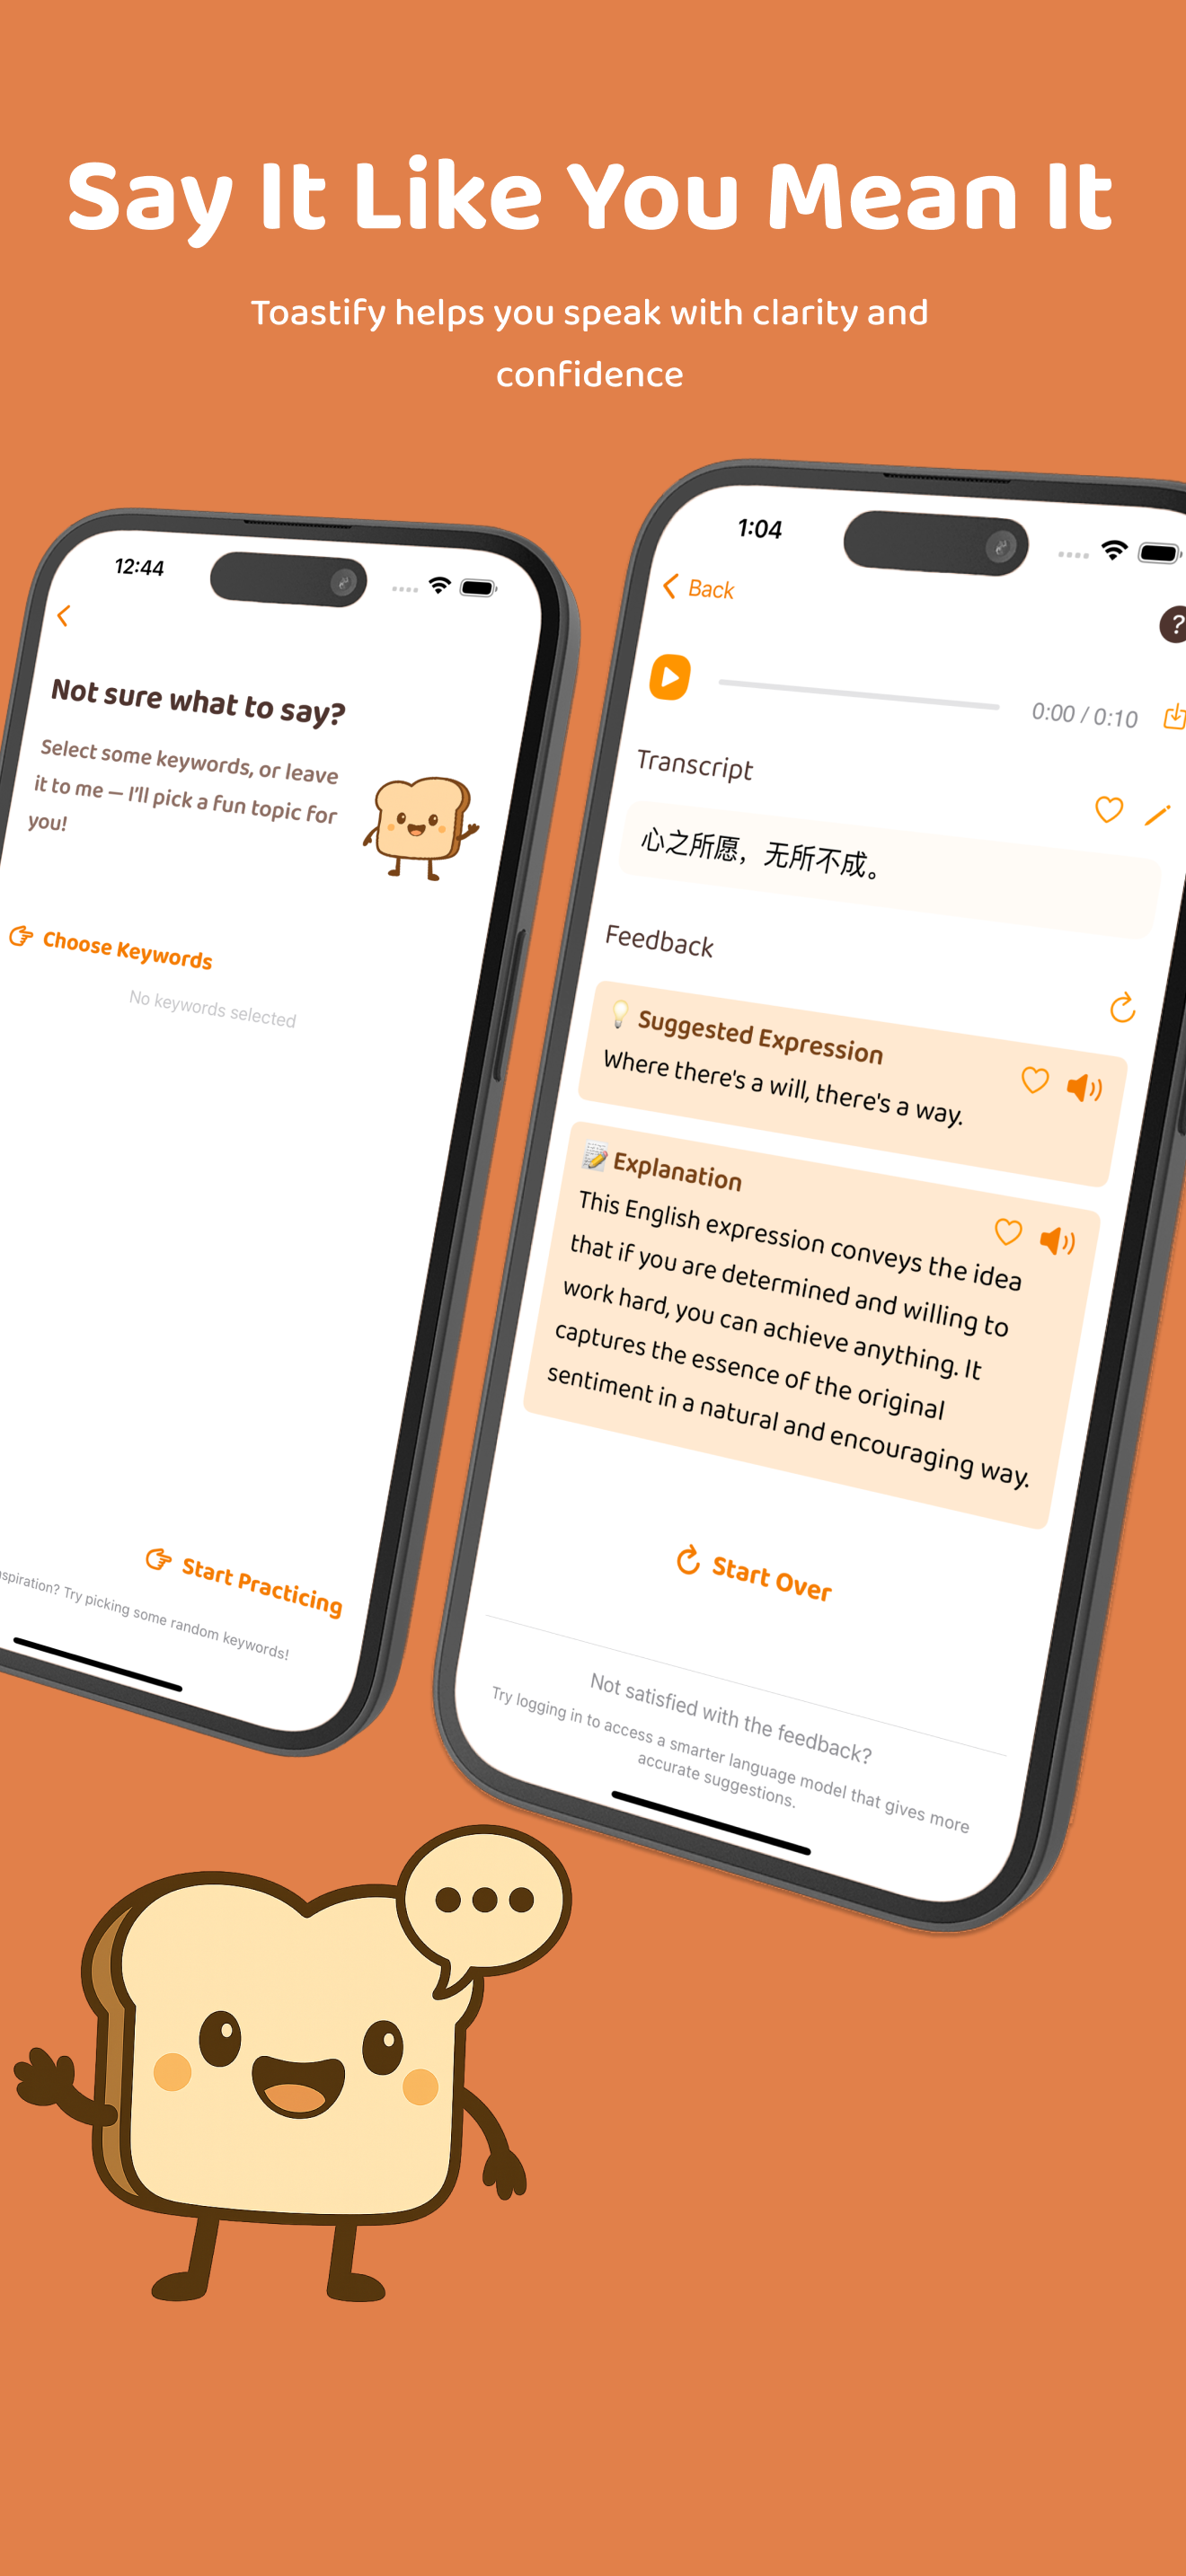 Say It Like You Mean It
Toastify helps you speak with clarity and
confidence
12:44
Not sure what to say?
Select some keywords, or leave
it to me — I'll pick a fun topic for
you!
Choose Keywords
No keywords selected
Start Practicing
Try picking some random keywords!
1:04
Back
?
0:00 / 0:10
Transcript
心之所愿，无所不成。
Feedback
Suggested Expression
Where there's a will, there's a way.
Explanation
This English expression conveys the idea
that if you are determined and willing to
work hard, you can achieve anything. It
captures the essence of the original
sentiment in a natural and encouraging way.
Start Over
Not satisfied with the feedback?
Try logging in to access a smarter language model that gives more
accurate suggestions.